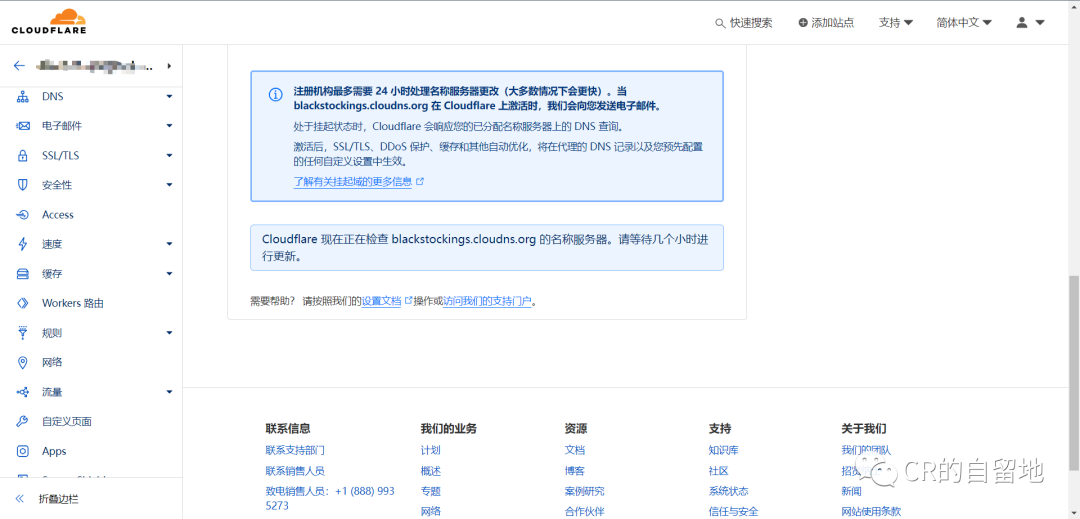 CLOUDFLARE
快速搜索
添加站点
支持
简体中文
DNS
电子邮件
SSL/TLS
安全性
Access
速度
缓存
Workers 路由
规则
网络
流量
自定义页面
Apps
折叠边栏
注册机构最多需要 24 小时处理名称服务器更改（大多数情况下会更快）。当
blackstockings.cloudns.org 在 Cloudflare 上激活时，我们会向您发送电子邮件。
处于挂起状态时，Cloudflare 会响应您的已分配名称服务器上的 DNS 查询。
激活后，SSL/TLS、DDoS 保护、缓存和其他自动优化，将在代理的 DNS 记录以及您预先配置
的任何自定义设置中生效。
了解有关挂起域的更多信息
Cloudflare 现在正在检查 blackstockings.cloudns.org 的名称服务器。请等待几个小时进
行更新。
需要帮助？ 请按照我们的设置文档操作或访问我们的支持门户。
联系信息
联系支持部门
联系销售人员
致电销售人员：+1 (888) 993
5273
我们的业务
计划
概述
专题
网络
资源
文档
博客
案例研究
合作伙伴
支持
知识库
社区
系统状态
信任与安全
关于我们
我们的团队
招
新闻
网站使用条款
CR的自留地